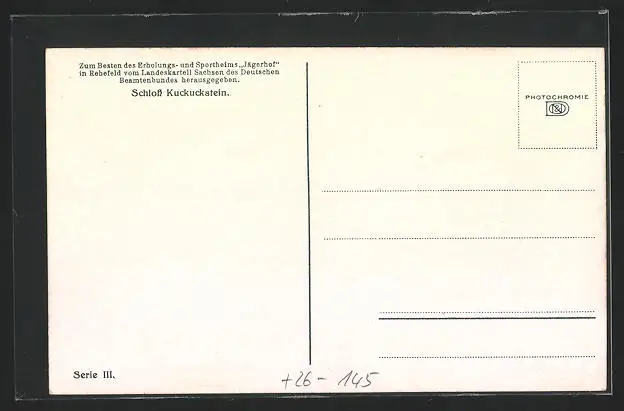 Zum Besten des Erholungs- und Sportheims „Jägerhof"
in Rehefeld vom Landeskartell Sachsen des Deutschen
Beamtenbundes herausgegeben.
Schloß Kuckuckstein.
PHOTOCHROMIE
Serie III.
+26- 145